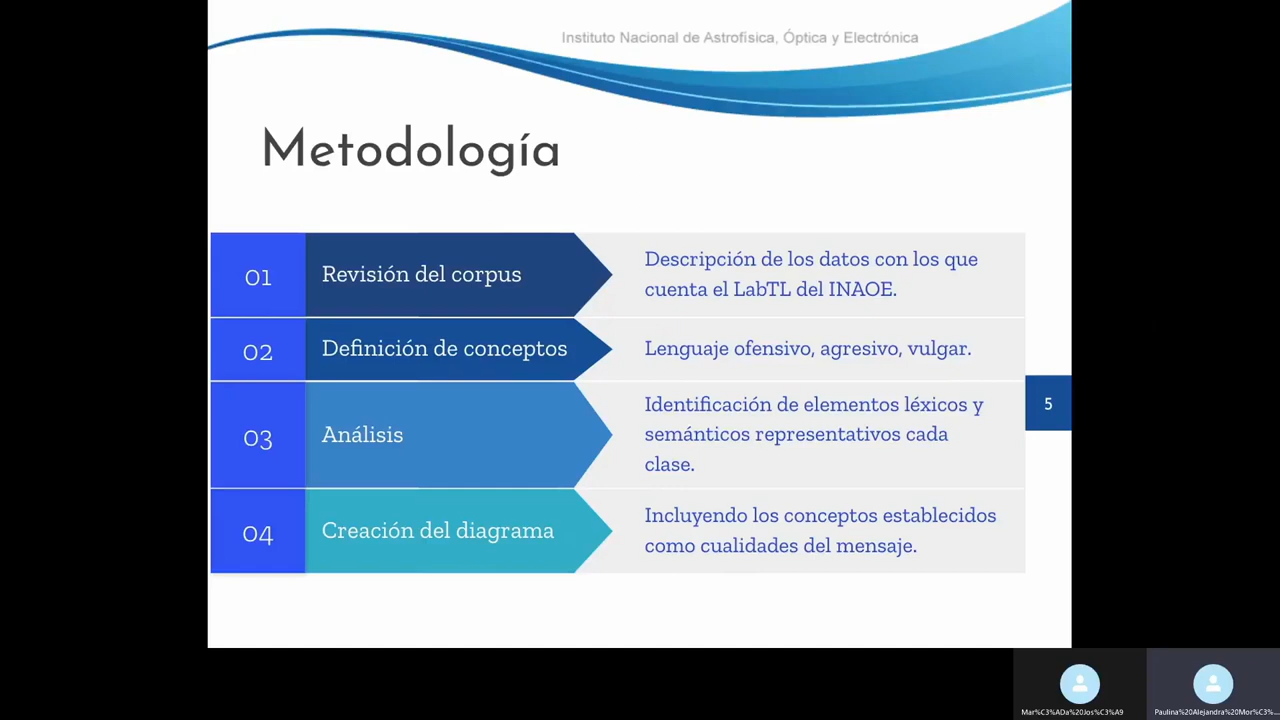 Instituto Nacional de Astrofísica, Óptica y Electrónica
Metodología
01
Revisión del corpus
Descripción de los datos con los que
cuenta el LabTL del INAOE.
02
Definición de conceptos
Lenguaje ofensivo, agresivo, vulgar.
03
Análisis
Identificación de elementos léxicos y
semánticos representativos cada
clase.
5
04
Creación del diagrama
Incluyendo los conceptos establecidos
como cualidades del mensaje.
Mar%C3%ADa%20Jos%C3%A9
Paulina%20Alejandra%20Mor%C3%...